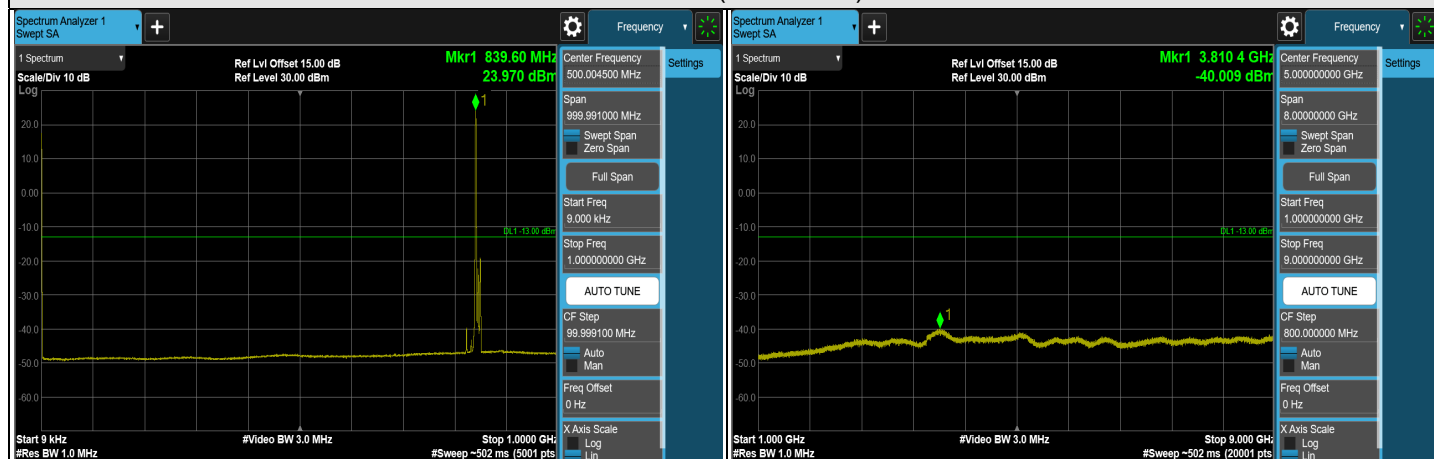 Spectrum Analyzer 1
Swept SA
+
Frequency
1 Spectrum
Scale/Div 10 dB
Log
Ref Lvl Offset 15.00 dB
Ref Level 30.00 dBm
Mkr1 839.60 MHz
23.970 dBm
1
20.0
10.0
0.00
-10.0
-20.0
-30.0
-40.0
-50.0
-60.0
DL1 -13.00 dBm
Start 9 kHz
#Res BW 1.0 MHz
#Video BW 3.0 MHz
Stop 1.0000 GHz
#Sweep ~502 ms (5001 pts)
Center Frequency
500.004500 MHz
Settings
Span
999.991000 MHz
Swept Span
Zero Span
Full Span
Start Freq
9.000 kHz
Stop Freq
1.000000000 GHz
AUTO TUNE
CF Step
99.999100 MHz
Auto
Man
Freq Offset
0 Hz
X Axis Scale
Log
Lin
Spectrum Analyzer 1
Swept SA
+
Frequency
1 Spectrum
Scale/Div 10 dB
Log
Ref Lvl Offset 15.00 dB
Ref Level 30.00 dBm
Mkr1 3.810 4 GHz
-40.009 dBm
1
20.0
10.0
0.00
-10.0
-20.0
-30.0
-40.0
-50.0
-60.0
DL1 -13.00 dBm
Start 1.000 GHz
#Res BW 1.0 MHz
#Video BW 3.0 MHz
Stop 9.000 GHz
#Sweep ~502 ms (20001 pts)
Center Frequency
5.000000000 GHz
Settings
Span
8.00000000 GHz
Swept Span
Zero Span
Full Span
Start Freq
1.000000000 GHz
Stop Freq
9.000000000 GHz
AUTO TUNE
CF Step
800.000000 MHz
Auto
Man
Freq Offset
0 Hz
X Axis Scale
Log
Lin